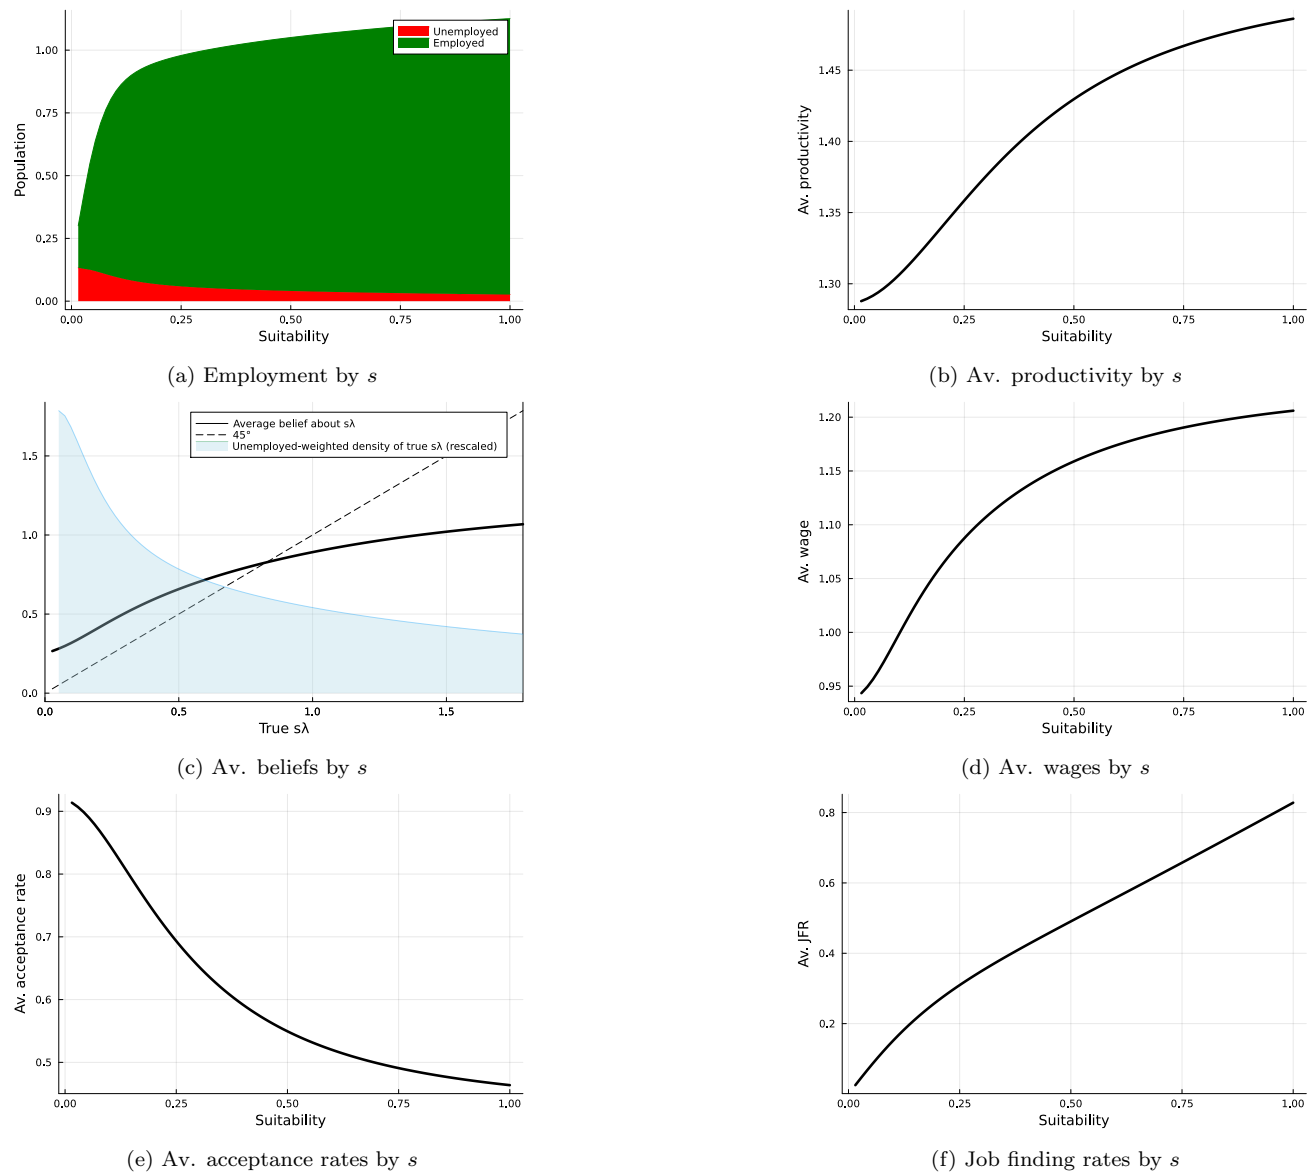 Unemployed
Employed
1.00
0.75
0.50
0.25
0.00
Population
0.00 0.25 0.50 0.75 1.00
Suitability
(a) Employment by s
1.45
1.40
1.35
1.30
Av. productivity
0.00 0.25 0.50 0.75 1.00
Suitability
(b) Av. productivity by s
Average belief about sλ
45°
Unemployed-weighted density of true sλ (rescaled)
1.5
1.0
0.5
0.0
0.0 0.5 1.0 1.5
True sλ
(c) Av. beliefs by s
1.20
1.15
1.10
1.05
1.00
0.95
Av. wage
0.00 0.25 0.50 0.75 1.00
Suitability
(d) Av. wages by s
0.9
0.8
0.7
0.6
0.5
Av. acceptance rate
0.00 0.25 0.50 0.75 1.00
Suitability
(e) Av. acceptance rates by s
0.8
0.6
0.4
0.2
Av. JFR
0.00 0.25 0.50 0.75 1.00
Suitability
(f) Job finding rates by s